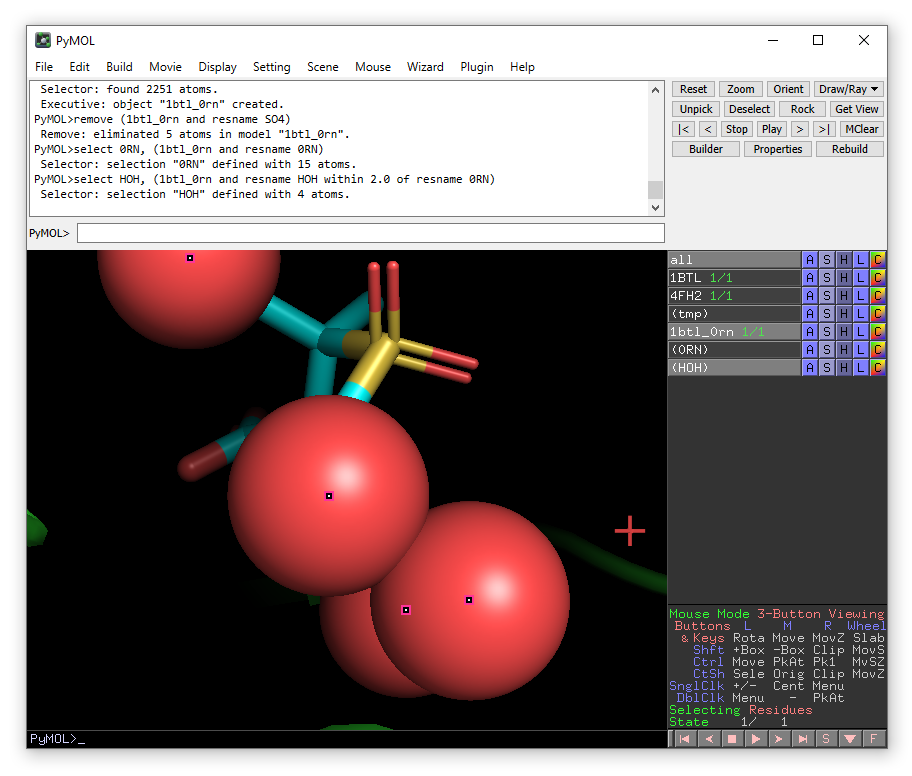 PyMOL
File Edit Build Movie Display Setting Scene Mouse Wizard Plugin Help
Selector: found 2251 atoms.
Executive: object "1btl_0rn" created.
PyMOL>remove (1btl_0rn and resname SO4)
Remove: eliminated 5 atoms in model "1btl_0rn".
PyMOL>select 0RN, (1btl_0rn and resname 0RN)
Selector: selection "0RN" defined with 15 atoms.
PyMOL>select HOH, (1btl_0rn and resname HOH within 2.0 of resname 0RN)
Selector: selection "HOH" defined with 4 atoms.
PyMOL>
Reset Zoom Orient Draw/Ray
Unpick Deselect Rock Get View
|< < Stop Play > >| MClear
Builder Properties Rebuild
all A S H L C
1BTL 1/1 A S H L C
4FH2 1/1 A S H L C
(tmp) A S H L C
1btl_0rn 1/1 A S H L C
(0RN) A S H L C
(HOH) A S H L C
Mouse Mode 3-Button Viewing
Buttons L M R Wheel
& Keys Rota Move MovZ Slab
Shft +Box -Box Clip MovS
Ctrl Move PkAt Pk1 MvSZ
CtSh Sele Orig Clip MovZ
SnglClk +/- Cent Menu
DblClk Menu - PkAt
Selecting Residues
State 1/ 1
PyMOL>_
S F